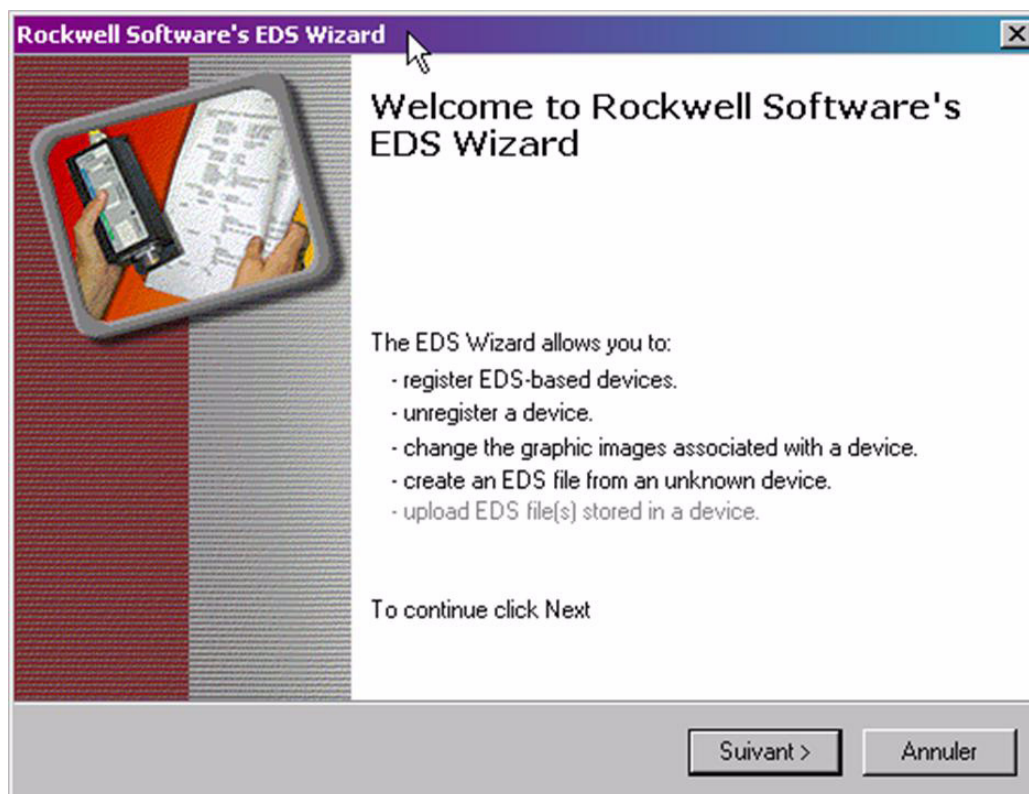 Rockwell Software's EDS Wizard
Welcome to Rockwell Software's
EDS Wizard
The EDS Wizard allows you to:
- register EDS-based devices.
- unregister a device.
- change the graphic images associated with a device.
- create an EDS file from an unknown device.
- upload EDS file(s) stored in a device.
To continue click Next
Suivant >
Annuler